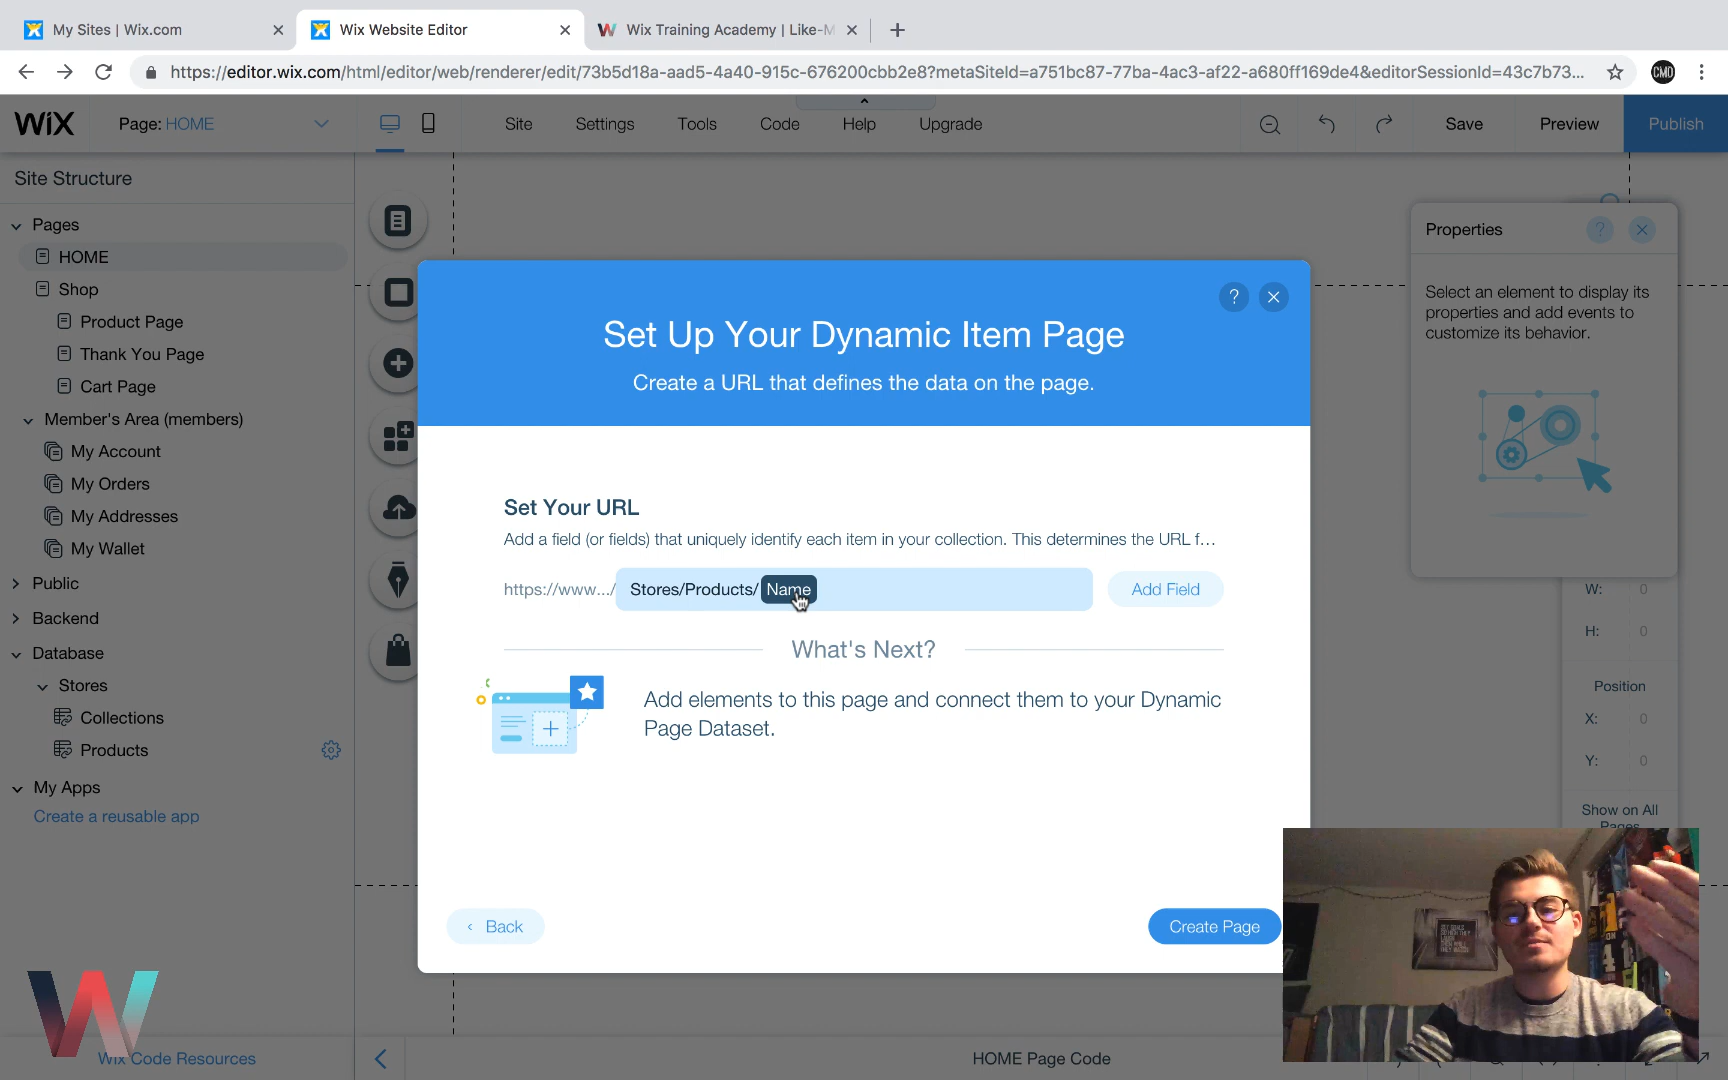 My Sites | Wix.com
Wix Website Editor
Wix Training Academy | Like-M
https://editor.wix.com/html/editor/web/renderer/edit/73b5d18a-aad5-4a40-915c-676200cbb2e8?metaSiteId=a751bc87-77ba-4ac3-af22-a680ff169de4&editorSessionId=43c7b73...
CMD
WiX
Page: HOME
Site
Settings
Tools
Code
Help
Upgrade
Save
Preview
Publish
Site Structure
Pages
HOME
Shop
Product Page
Thank You Page
Cart Page
Member's Area (members)
My Account
My Orders
My Addresses
My Wallet
Public
Backend
Database
Stores
Collections
Products
My Apps
Create a reusable app
Wix Code Resources
Set Up Your Dynamic Item Page
Create a URL that defines the data on the page.
Set Your URL
Add a field (or fields) that uniquely identify each item in your collection. This determines the URL f...
https://www.../ Stores/Products/ Name
Add Field
What's Next?
Add elements to this page and connect them to your Dynamic
Page Dataset.
< Back
Create Page
Properties
?
Select an element to display its
properties and add events to
customize its behavior.
W: 0
H: 0
Position
X: 0
Y: 0
Show on All
Pages
HOME Page Code